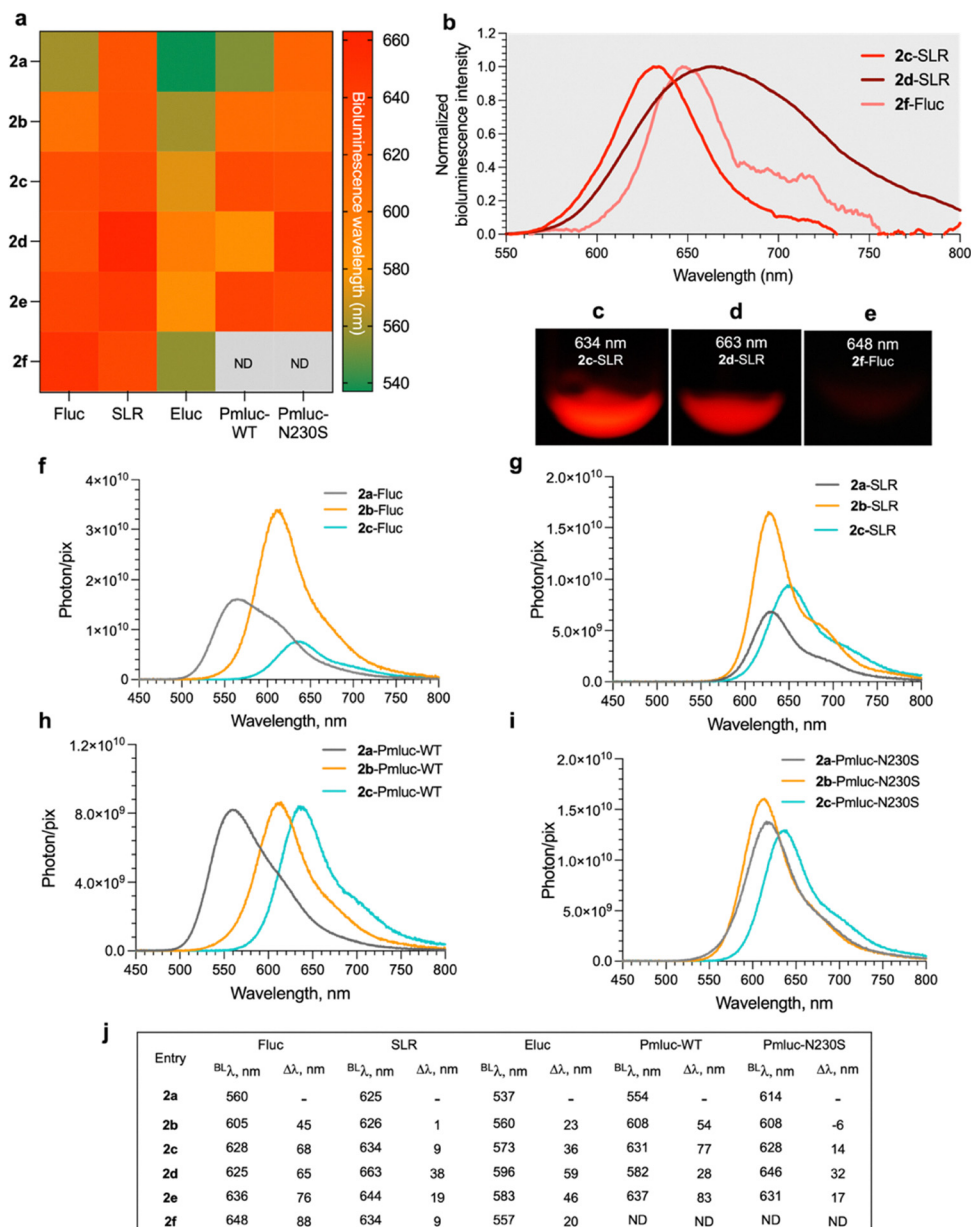 a
2a
2b
2c
2d
2e
2f
ND
ND
Fluc
SLR
Eluc
Pmluc-
WT
Pmluc-
N230S
660
640
620
600
580
560
540
Bioluminescence wavelength (nm)
b
1.2
1.0
0.8
0.6
0.4
0.2
0.0
Normalized
bioluminescence intensity
2c-SLR
2d-SLR
2f-Fluc
550 600 650 700 750 800
Wavelength (nm)
c d e
634 nm
2c-SLR
663 nm
2d-SLR
648 nm
2f-Fluc
f
4×10¹⁰
3×10¹⁰
2×10¹⁰
1×10¹⁰
0
Photon/pix
2a-Fluc
2b-Fluc
2c-Fluc
450 500 550 600 650 700 750 800
Wavelength, nm
g
2.0×10¹⁰
1.5×10¹⁰
1.0×10¹⁰
5.0×10⁹
0.0
Photon/pix
2a-SLR
2b-SLR
2c-SLR
450 500 550 600 650 700 750 800
Wavelength, nm
h
1.2×10¹⁰
8.0×10⁹
4.0×10⁹
0.0
Photon/pix
2a-Pmluc-WT
2b-Pmluc-WT
2c-Pmluc-WT
450 500 550 600 650 700 750 800
Wavelength, nm
i
2.0×10¹⁰
1.5×10¹⁰
1.0×10¹⁰
5.0×10⁹
0.0
Photon/pix
2a-Pmluc-N230S
2b-Pmluc-N230S
2c-Pmluc-N230S
450 500 550 600 650 700 750 800
Wavelength, nm
j
Entry Fluc SLR Eluc Pmluc-WT Pmluc-N230S
ᴮᴸλ, nm Δλ, nm ᴮᴸλ, nm Δλ, nm ᴮᴸλ, nm Δλ, nm ᴮᴸλ, nm Δλ, nm ᴮᴸλ, nm Δλ, nm
2a 560 - 625 - 537 - 554 - 614 -
2b 605 45 626 1 560 23 608 54 608 -6
2c 628 68 634 9 573 36 631 77 628 14
2d 625 65 663 38 596 59 582 28 646 32
2e 636 76 644 19 583 46 637 83 631 17
2f 648 88 634 9 557 20 ND ND ND ND